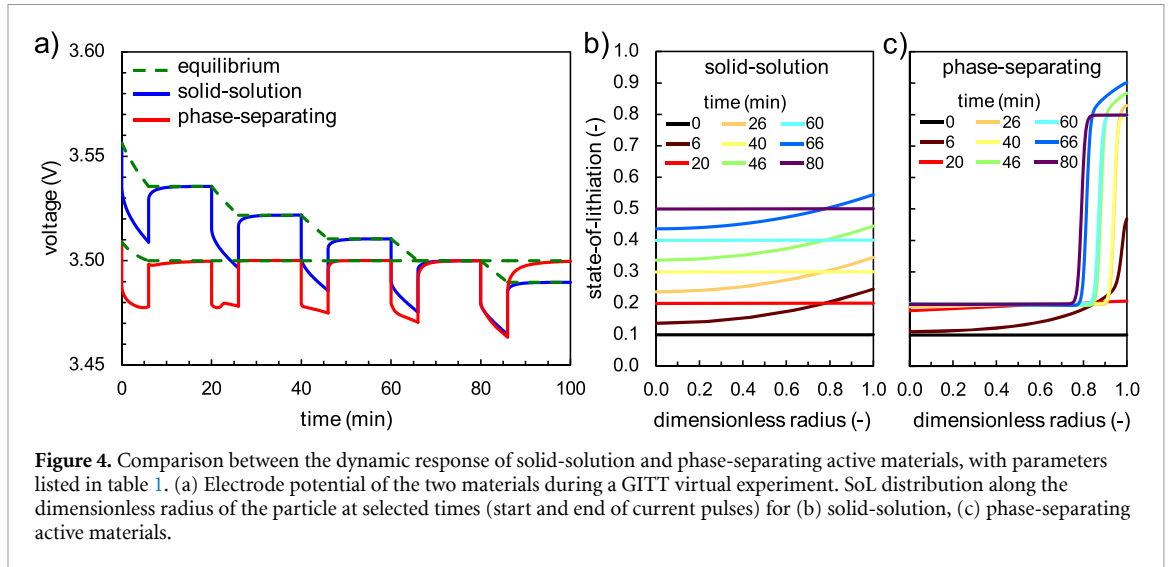 a)
3.60
3.55
3.50
3.45
voltage (V)
equilibrium
solid-solution
phase-separating
0
20
40
60
80
100
time (min)
b)
1.0
0.9
0.8
0.7
0.6
0.5
0.4
0.3
0.2
0.1
0.0
state-of-lithiation (-)
solid-solution
time (min)
0 26 60
6 40 66
20 46 80
0.0 0.2 0.4 0.6 0.8 1.0
dimensionless radius (-)
c)
phase-separating
time (min)
0 26 60
6 40 66
20 46 80
0.0 0.2 0.4 0.6 0.8 1.0
dimensionless radius (-)
Figure 4. Comparison between the dynamic response of solid-solution and phase-separating active materials, with parameters
listed in table 1. (a) Electrode potential of the two materials during a GITT virtual experiment. SoL distribution along the
dimensionless radius of the particle at selected times (start and end of current pulses) for (b) solid-solution, (c) phase-separating
active materials.